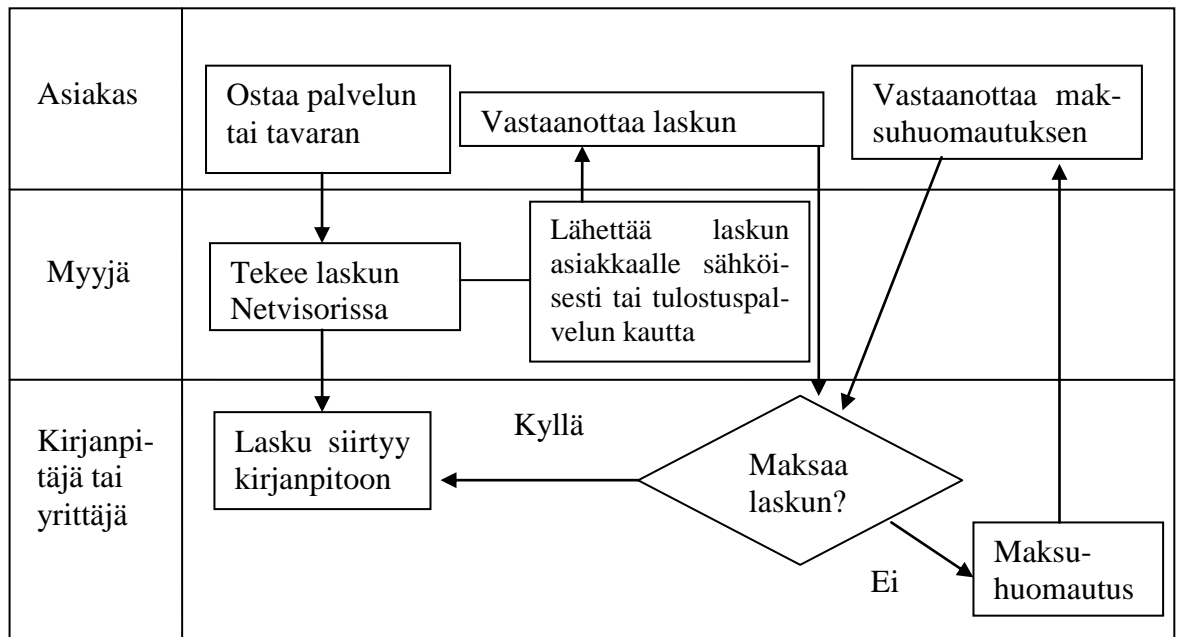 Asiakas
Ostaa palvelun
tai tavaran
Vastaanottaa laskun
Vastaanottaa mak-
suhuomautuksen
Myyjä
Tekee laskun
Netvisorissa
Lähettää laskun
asiakkaalle sähköi-
sesti tai tulostuspal-
velun kautta
Kirjanpi-
täjä tai
yrittäjä
Lasku siirtyy
kirjanpitoon
Kyllä
Maksaa
laskun?
Ei
Maksu-
huomautus